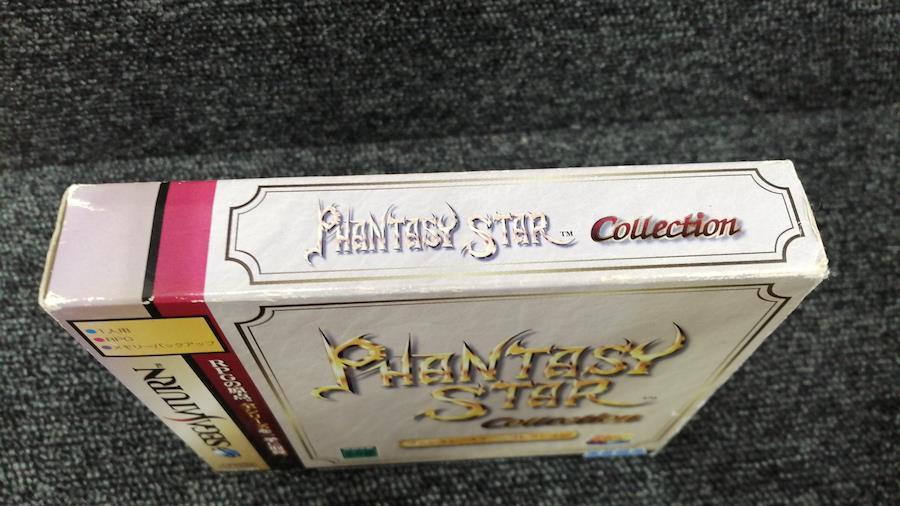 PHANTASY STAR™ Collection
PHANTASY
STAR™
Collection
1人用
RPG
メモリーバックアップ
SEGA SATURN
SEGA